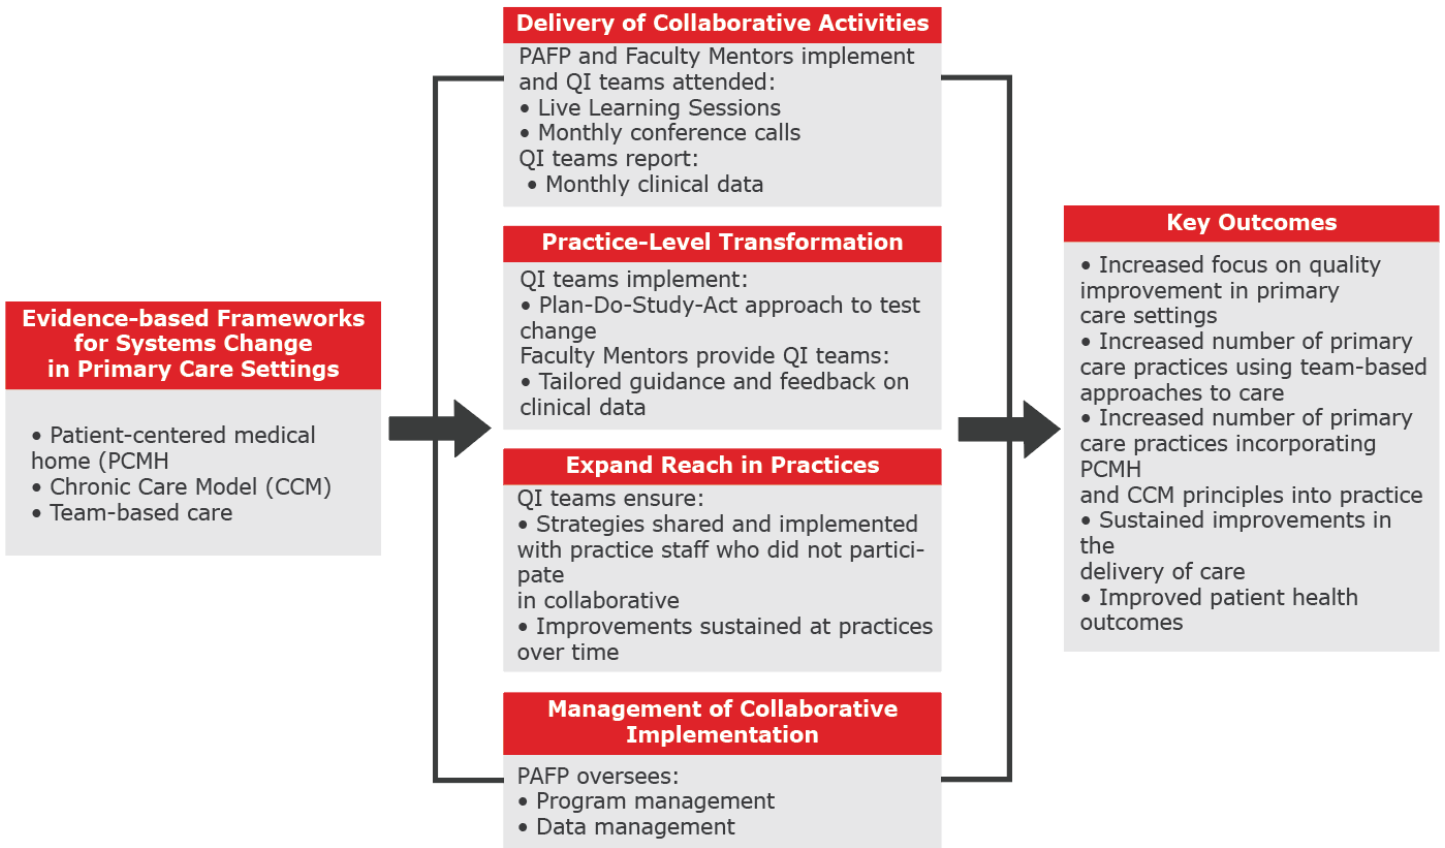 Evidence-based Frameworks
for Systems Change
in Primary Care Settings
• Patient-centered medical
home (PCMH
• Chronic Care Model (CCM)
• Team-based care
Delivery of Collaborative Activities
PAFP and Faculty Mentors implement
and QI teams attended:
• Live Learning Sessions
• Monthly conference calls
QI teams report:
• Monthly clinical data
Practice-Level Transformation
QI teams implement:
• Plan-Do-Study-Act approach to test
change
Faculty Mentors provide QI teams:
• Tailored guidance and feedback on
clinical data
Expand Reach in Practices
QI teams ensure:
• Strategies shared and implemented
with practice staff who did not partici-
pate
in collaborative
• Improvements sustained at practices
over time
Management of Collaborative
Implementation
PAFP oversees:
• Program management
• Data management
Key Outcomes
• Increased focus on quality
improvement in primary
care settings
• Increased number of primary
care practices using team-based
approaches to care
• Increased number of primary
care practices incorporating
PCMH
and CCM principles into practice
• Sustained improvements in
the
delivery of care
• Improved patient health
outcomes